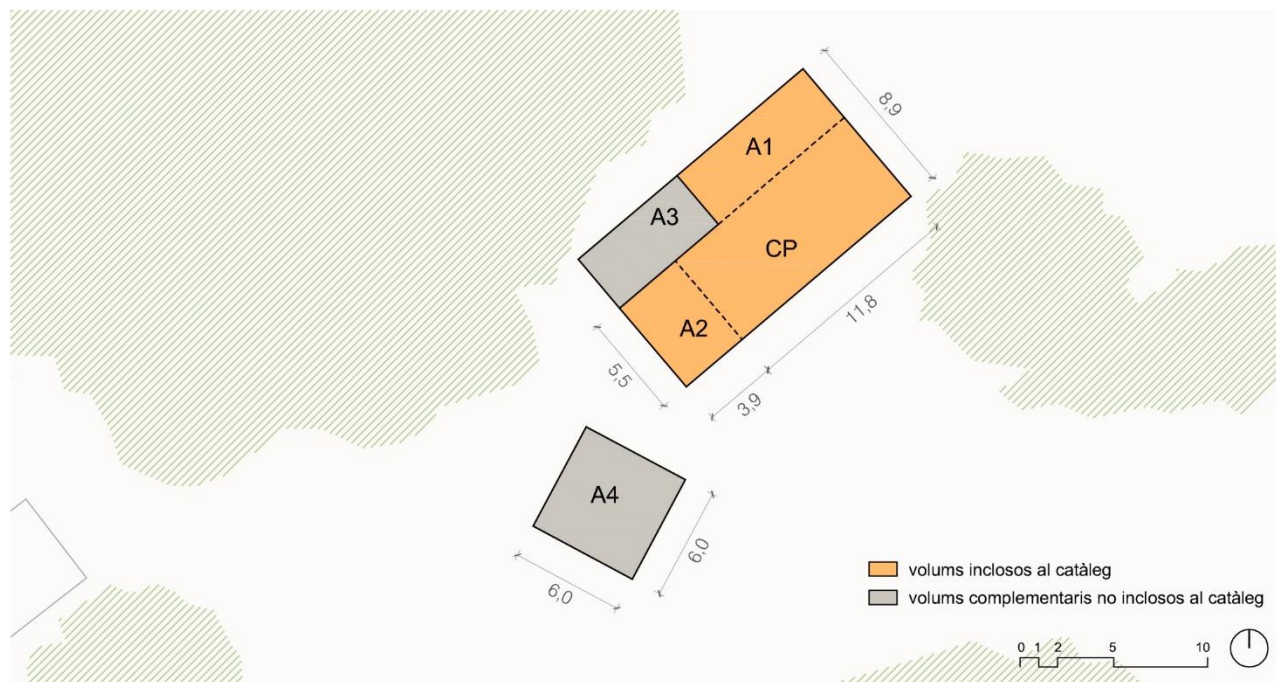 8,9
A1
A3
CP
11,8
A2
5,5
3,9
A4
6,0
6,0
volums inclosos al catàleg
volums complementaris no inclosos al catàleg
0 1 2 5 10